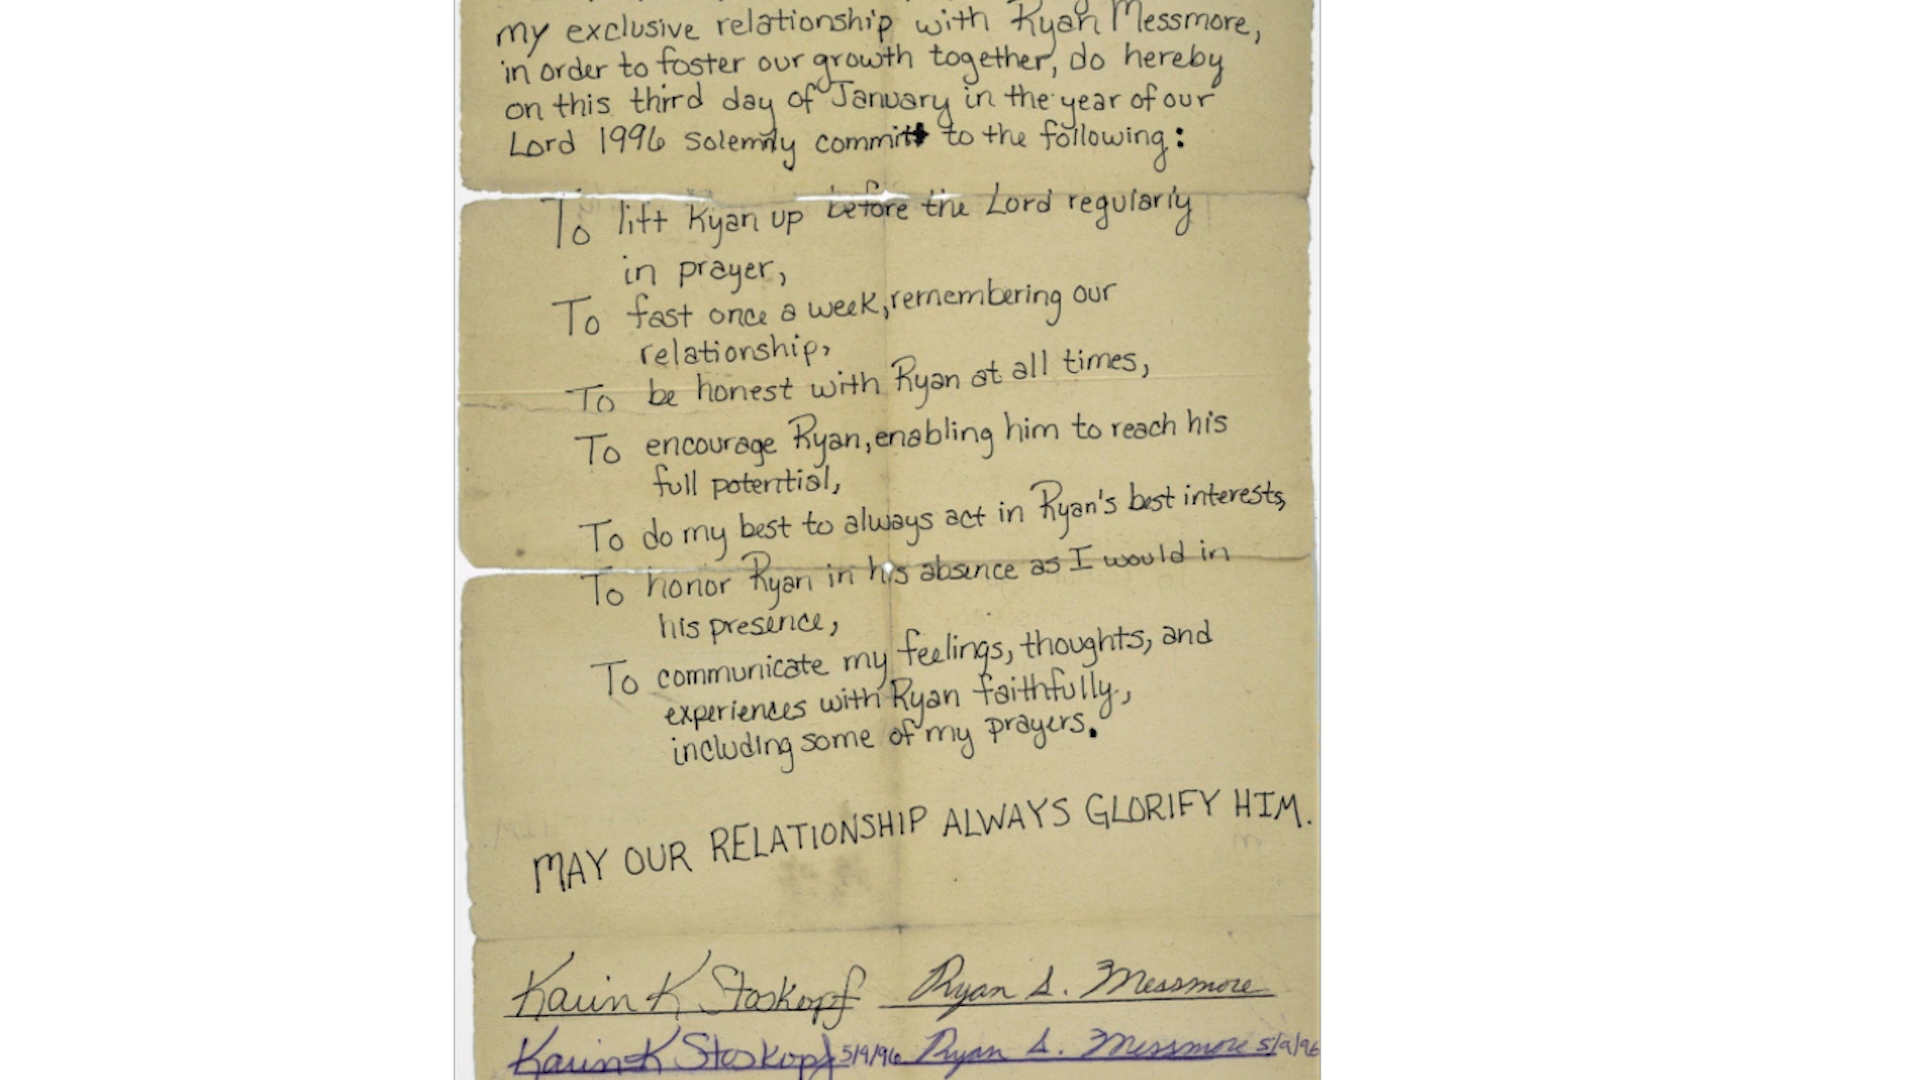 my exclusive relationship with Ryan Messmore,
in order to foster our growth together, do hereby
on this third day of January in the year of our
Lord 1996 solemnly commit to the following:
To lift Ryan up before the Lord regularly
in prayer,
To fast once a week, remembering our
relationship,
To be honest with Ryan at all times,
To encourage Ryan, enabling him to reach his
full potential,
To do my best to always act in Ryan's best interests,
To honor Ryan in his absence as I would in
his presence,
To communicate my feelings, thoughts, and
experiences with Ryan faithfully,
including some of my prayers.
MAY OUR RELATIONSHIP ALWAYS GLORIFY HIM.
Karin K Stoskopf Ryan S. Messmore
Karin K Stoskopf 5/9/96 Ryan S. Messmore 5/9/96